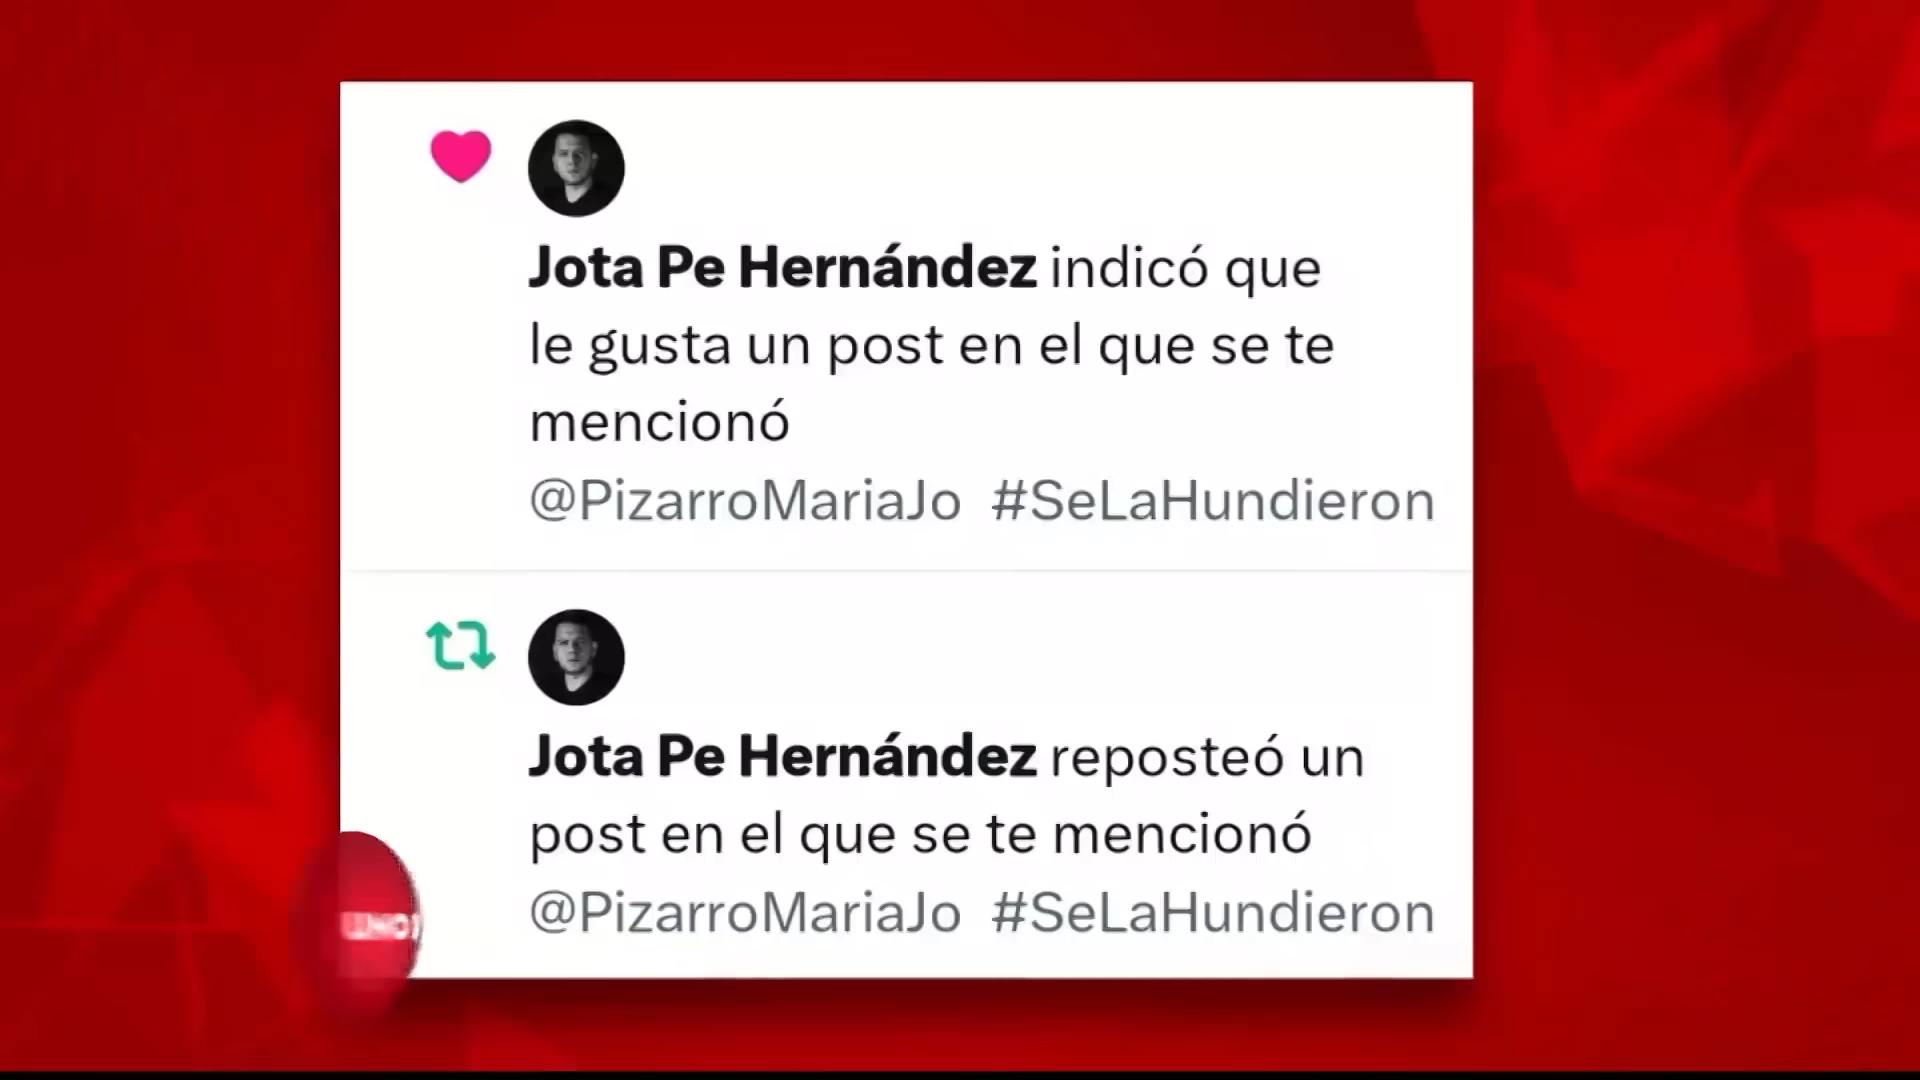 Jota Pe Hernández indicó que
le gusta un post en el que se te
mencionó
@PizarroMariaJo #SeLaHundieron
Jota Pe Hernández reposteó un
post en el que se te mencionó
@PizarroMariaJo #SeLaHundieron